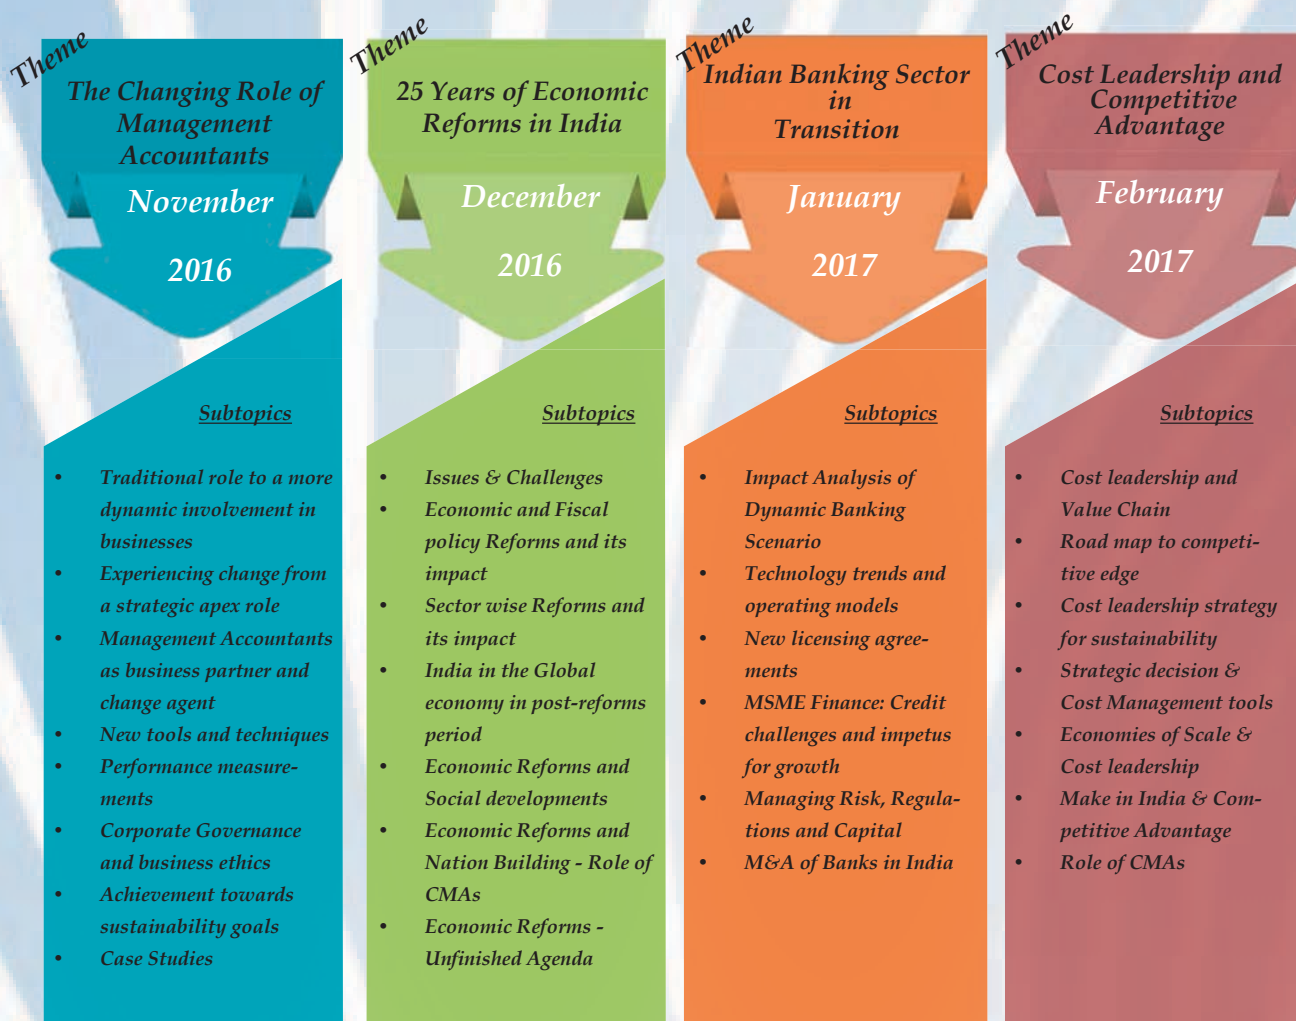 Theme
The Changing Role of
Management
Accountants
November
2016
Subtopics
• Traditional role to a more
dynamic involvement in
businesses
• Experiencing change from
a strategic apex role
• Management Accountants
as business partner and
change agent
• New tools and techniques
• Performance measure-
ments
• Corporate Governance
and business ethics
• Achievement towards
sustainability goals
• Case Studies
Theme
25 Years of Economic
Reforms in India
December
2016
Subtopics
• Issues & Challenges
• Economic and Fiscal
policy Reforms and its
impact
• Sector wise Reforms and
its impact
• India in the Global
economy in post-reforms
period
• Economic Reforms and
Social developments
• Economic Reforms and
Nation Building - Role of
CMAs
• Economic Reforms -
Unfinished Agenda
Theme
Indian Banking Sector
in
Transition
January
2017
Subtopics
• Impact Analysis of
Dynamic Banking
Scenario
• Technology trends and
operating models
• New licensing agree-
ments
• MSME Finance: Credit
challenges and impetus
for growth
• Managing Risk, Regula-
tions and Capital
• M&A of Banks in India
Theme
Cost Leadership and
Competitive
Advantage
February
2017
Subtopics
• Cost leadership and
Value Chain
• Road map to competi-
tive edge
• Cost leadership strategy
for sustainability
• Strategic decision &
Cost Management tools
• Economies of Scale &
Cost leadership
• Make in India & Com-
petitive Advantage
• Role of CMAs